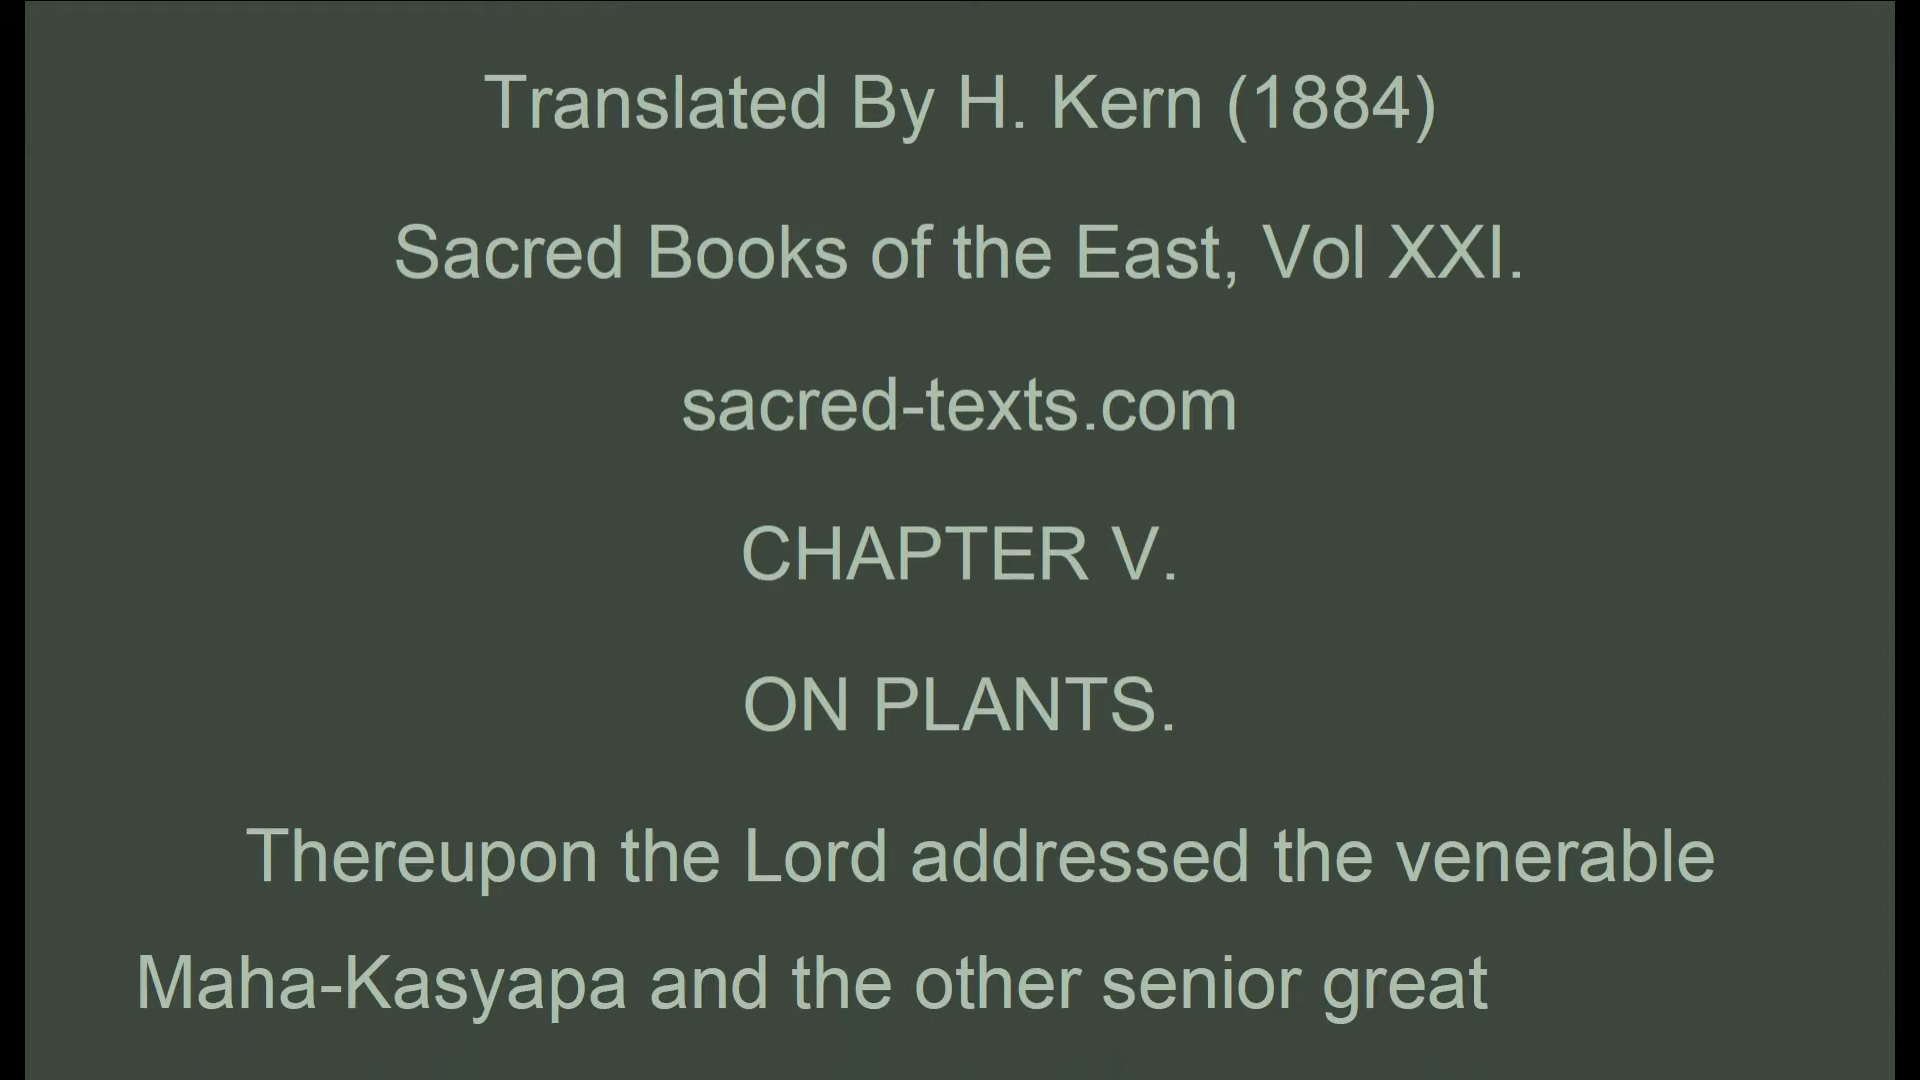 Translated By H. Kern (1884)
Sacred Books of the East, Vol XXI.
sacred-texts.com
CHAPTER V.
ON PLANTS.
Thereupon the Lord addressed the venerable
Maha-Kasyapa and the other senior great